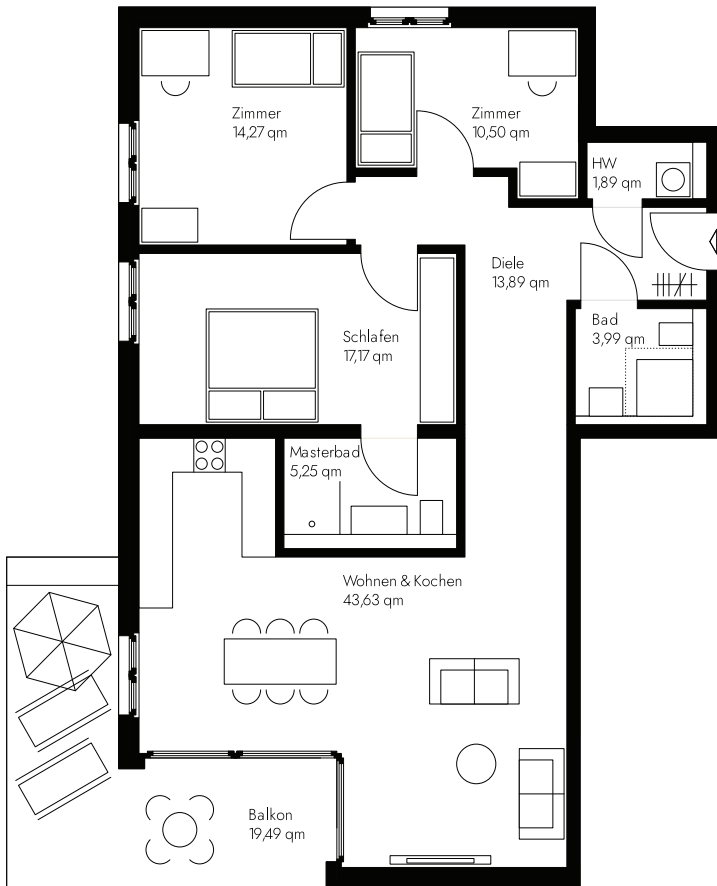 Zimmer
14,27 qm
Zimmer
10,50 qm
HW
1,89 qm
Diele
13,89 qm
Bad
3,99 qm
Schlafen
17,17 qm
Masterbad
5,25 qm
Wohnen & Kochen
43,63 qm
Balkon
19,49 qm